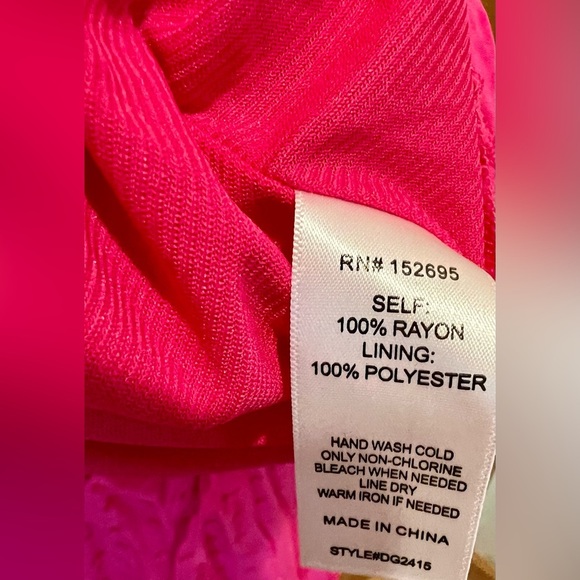 RN# 152695
SELF:
100% RAYON
LINING:
100% POLYESTER
HAND WASH COLD
ONLY NON-CHLORINE
BLEACH WHEN NEEDED
LINE DRY
WARM IRON IF NEEDED
MADE IN CHINA
STYLE#DG2415